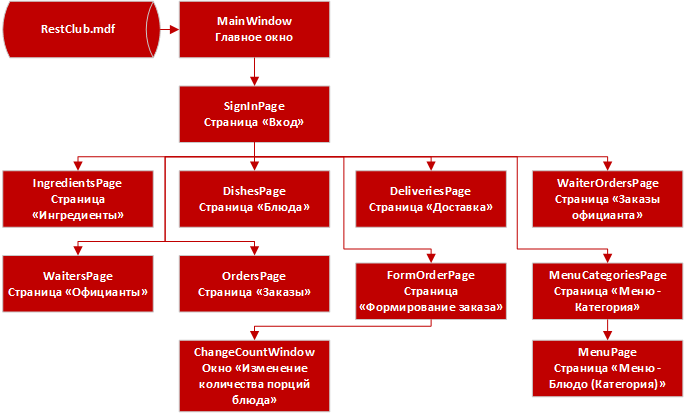 RestClub.mdf
MainWindow
Главное окно
SignInPage
Страница «Вход»
IngredientsPage
Страница
«Ингредиенты»
DishesPage
Страница «Блюда»
DeliveriesPage
Страница «Доставка»
WaiterOrdersPage
Страница «Заказы
официанта»
WaitersPage
Страница «Официанты»
OrdersPage
Страница «Заказы»
FormOrderPage
Страница
«Формирование заказа»
MenuCategoriesPage
Страница «Меню -
Категория»
ChangeCountWindow
Окно «Изменение
количества порций
блюда»
MenuPage
Страница «Меню -
Блюдо (Категория)»